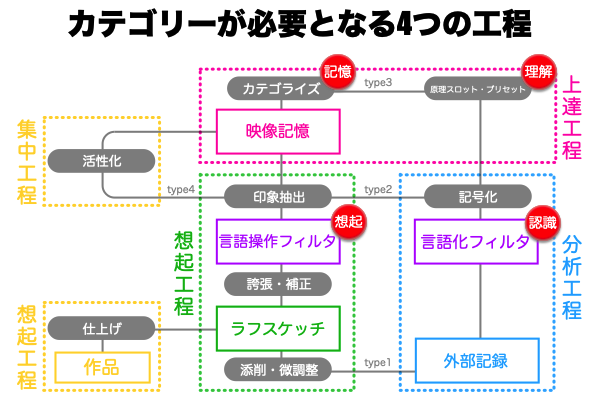 カテゴリーが必要となる4つの工程
記憶
理解
カテゴライズ
type3
原理スロット・プリセット
上達工程
映像記憶
集中工程
活性化
type4
印象抽出
type2
記号化
想起
認識
言語操作フィルタ
言語化フィルタ
想起工程
分析工程
誇張・補正
想起工程
仕上げ
ラフスケッチ
作品
添削・微調整
type1
外部記録